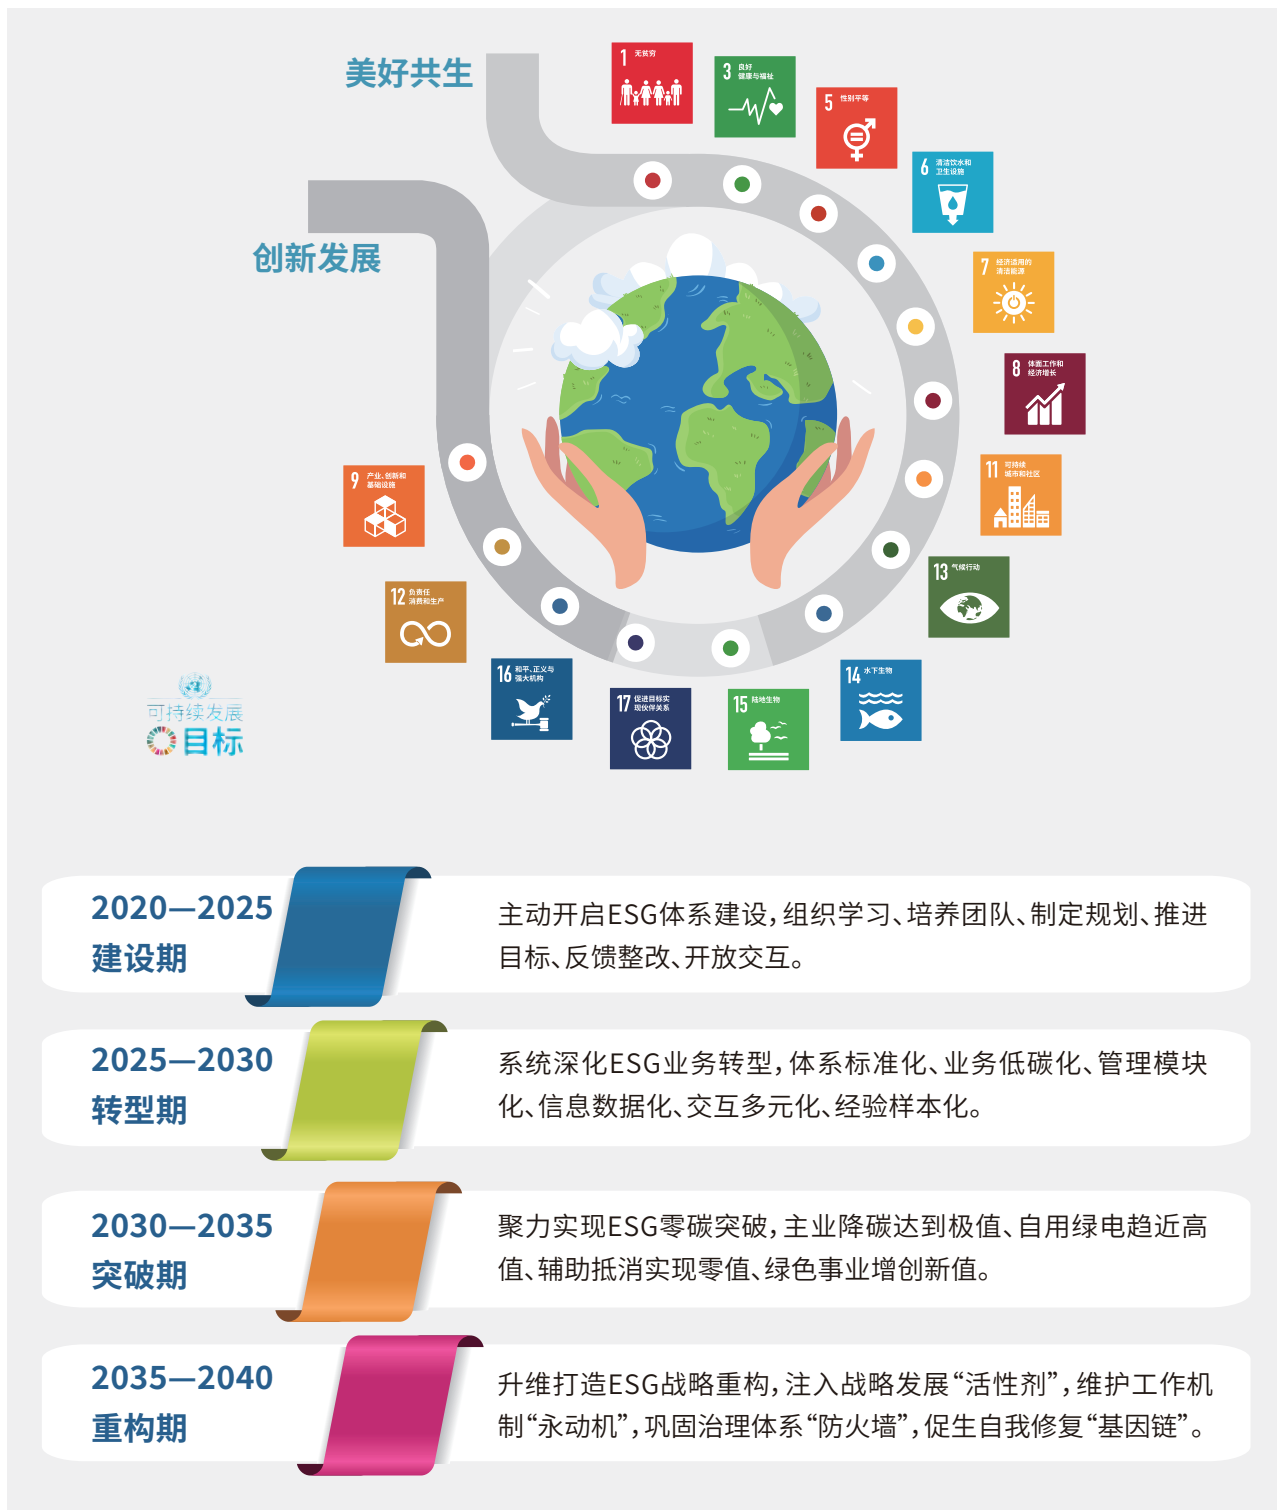 美好共生
创新发展
1 无贫穷
3 良好
健康与福祉
5 性别平等
6 清洁饮水和
卫生设施
7 经济适用的
清洁能源
8 体面工作和
经济增长
11 可持续
城市和社区
13 气候行动
14 水下生物
15 陆地生物
17 促进目标实
现伙伴关系
16 和平、正义与
强大机构
12 负责任
消费和生产
9 产业、创新和
基础设施
可持续发展
目标
2020—2025
建设期
主动开启ESG体系建设,组织学习、培养团队、制定规划、推进
目标、反馈整改、开放交互。
2025—2030
转型期
系统深化ESG业务转型,体系标准化、业务低碳化、管理模块
化、信息数据化、交互多元化、经验样本化。
2030—2035
突破期
聚力实现ESG零碳突破,主业降碳达到极值、自用绿电趋近高
值、辅助抵消实现零值、绿色事业增创新值。
2035—2040
重构期
升维打造ESG战略重构,注入战略发展“活性剂”,维护工作机
制“永动机”,巩固治理体系“防火墙”,促生自我修复“基因链”。